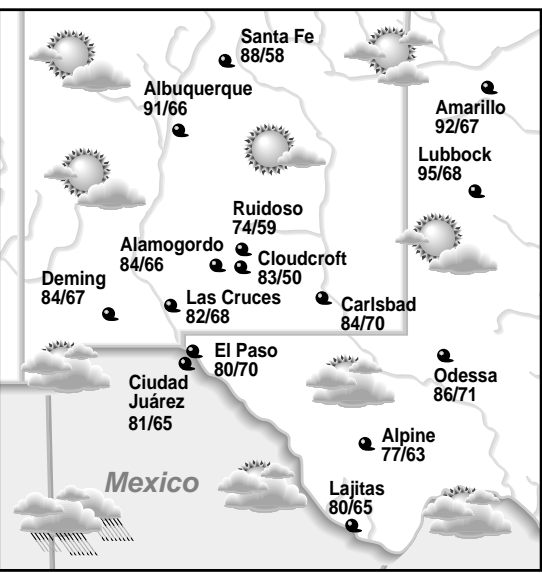 Santa Fe
88/58
Albuquerque
91/66
Amarillo
92/67
Lubbock
95/68
Ruidoso
74/59
Alamogordo
84/66
Cloudcroft
83/50
Deming
84/67
Las Cruces
82/68
Carlsbad
84/70
El Paso
80/70
Ciudad
Juárez
81/65
Odessa
86/71
Alpine
77/63
Mexico
Lajitas
80/65